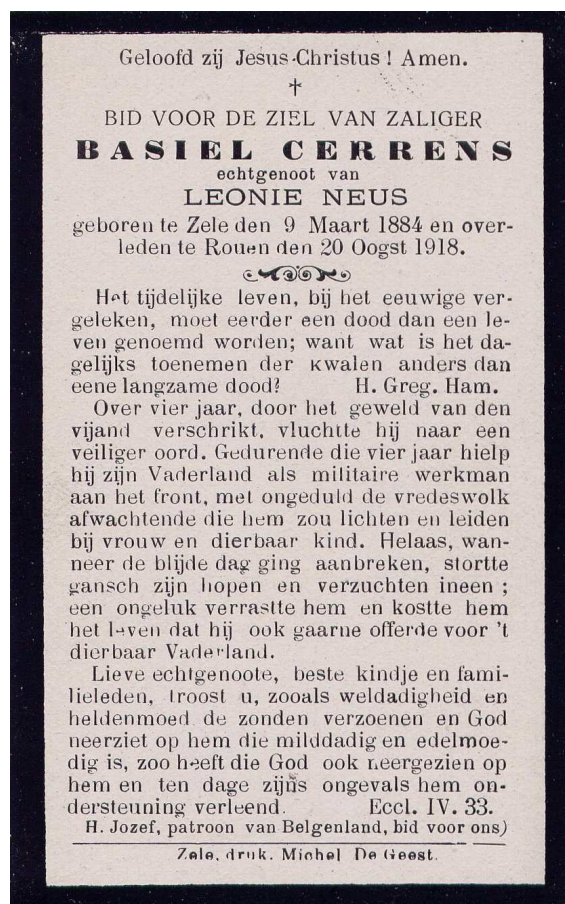 Geloofd zij Jesus-Christus! Amen.
BID VOOR DE ZIEL VAN ZALIGER
BASIEL CERRENS
echtgenoot van
LEONIE NEUS
geboren te Zele den 9 Maart 1884 en over-
leden te Rouen den 20 Oogst 1918.
Het tijdelijke leven, bij het eeuwige ver-
geleken, moet eerder een dood dan een le-
ven genoemd worden; want wat is het da-
gelijks toenemen der kwalen anders dan
eene langzame dood? H. Greg. Ham.
Over vier jaar, door het geweld van den
vijand verschrikt, vluchtte hij naar een
veiliger oord. Gedurende die vier jaar hielp
hij zijn Vaderland als militaire werkman
aan het front, met ongeduld de vredeswolk
afwachtende die hem zou lichten en leiden
bij vrouw en dierbaar kind. Helaas, wan-
neer de blijde dag ging aanbreken, stortte
gansch zijn hopen en verzuchten ineen;
een ongeluk verrastte hem en kostte hem
het leven dat hij ook gaarne offerde voor 't
dierbaar Vaderland.
Lieve echtgenoote, beste kindje en fami-
lieleden, troost u, zooals weldadigheid en
heldenmoed de zonden verzoenen en God
neerziet op hem die milddadig en edelmoe-
dig is, zoo heeft die God ook neergezien op
hem en ten dage zijns ongevals hem on-
dersteuning verleend. Eccl. IV. 33.
H. Jozef, patroon van Belgenland, bid voor ons)
Zele, druk. Michel De Geest.